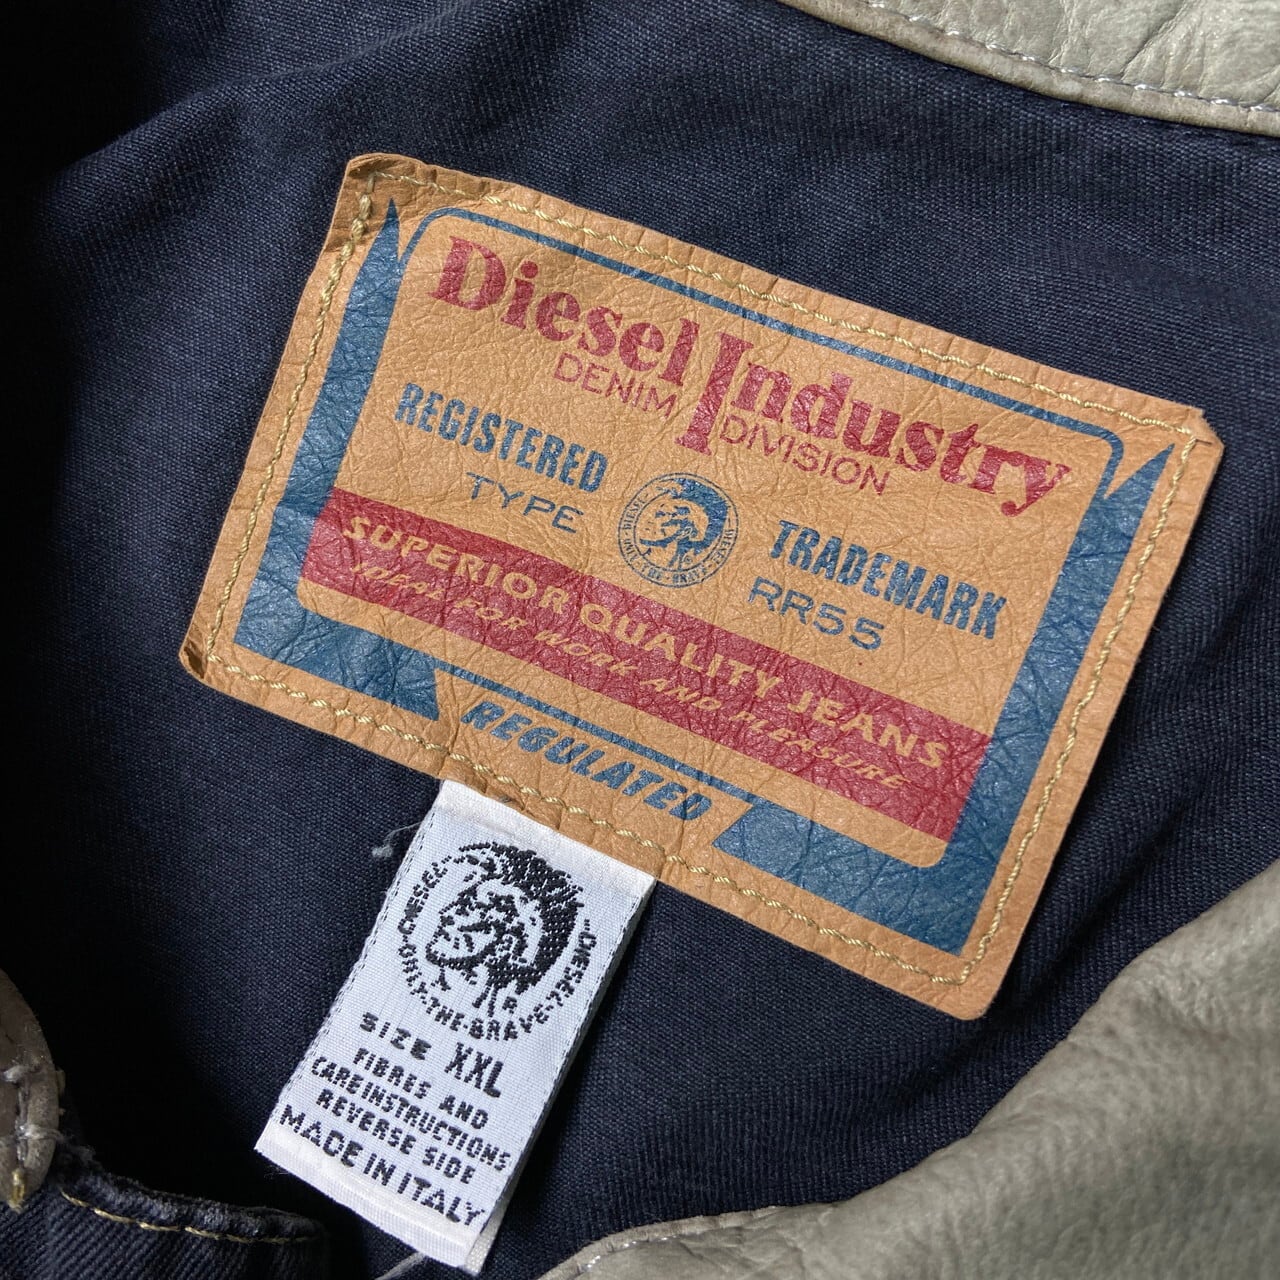 Diesel Industry
DENIM DIVISION
REGISTERED TRADEMARK
TYPE RR55
SUPERIOR QUALITY JEANS
IDEAL FOR WORK AND PLEASURE
REGULATED
SIZE XXL
FIBRES AND
CARE INSTRUCTIONS
REVERSE SIDE
MADE IN ITALY